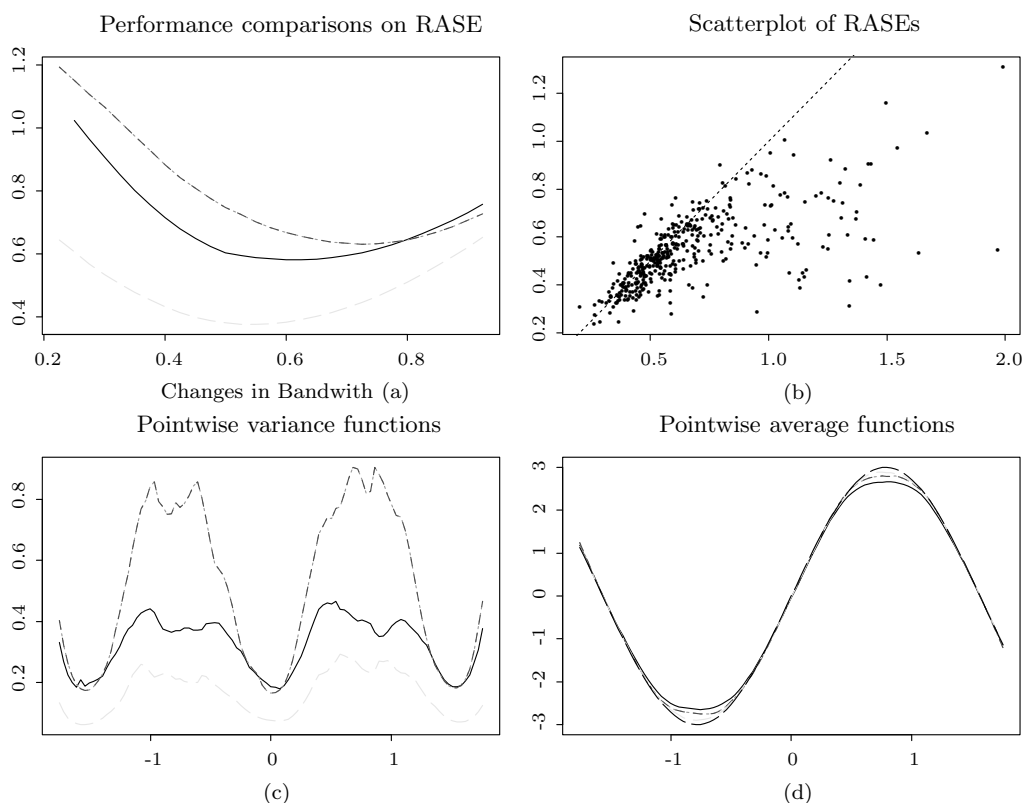 Performance comparisons on RASE
1.2
1.0
0.8
0.6
0.4
0.2 0.4 0.6 0.8
Changes in Bandwith (a)
Scatterplot of RASEs
1.2
1.0
0.8
0.6
0.4
0.2
0.5 1.0 1.5 2.0
(b)
Pointwise variance functions
0.8
0.6
0.4
0.2
-1 0 1
(c)
Pointwise average functions
3
2
1
0
-1
-2
-3
-1 0 1
(d)